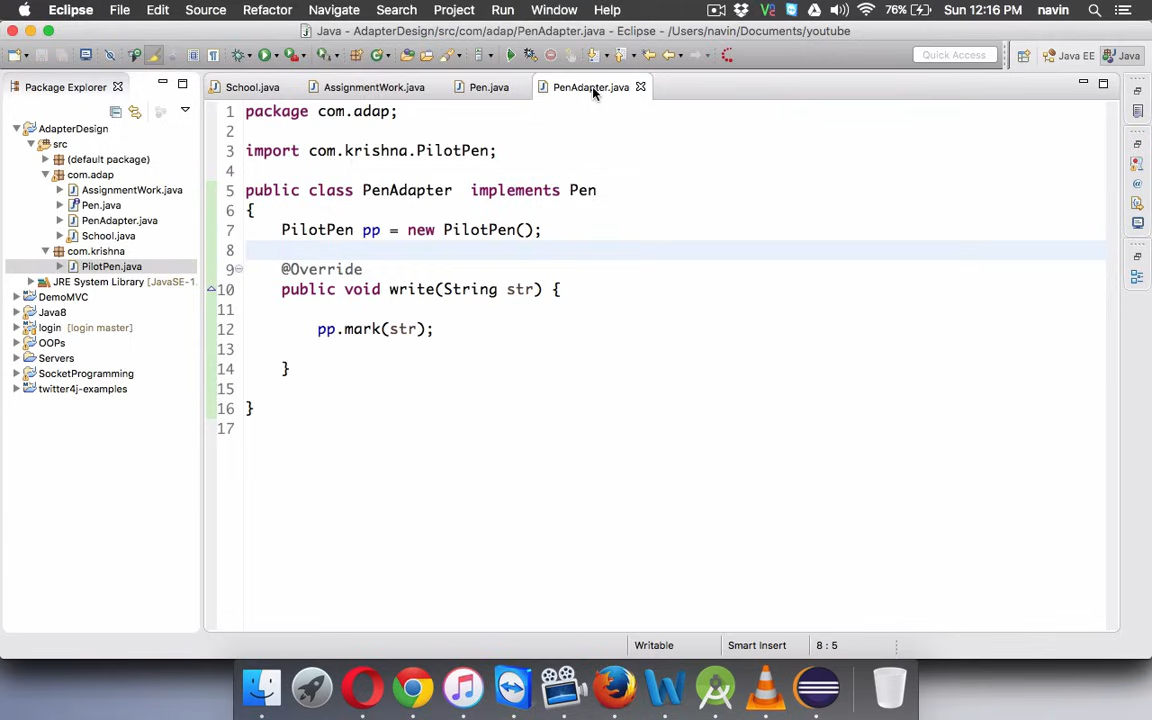 Eclipse File Edit Source Refactor Navigate Search Project Run Window Help 76% Sun 12:16 PM navin
Java - AdapterDesign/src/com/adap/PenAdapter.java - Eclipse - /Users/navin/Documents/youtube
Quick Access Java EE Java
Package Explorer
School.java AssignmentWork.java Pen.java PenAdapter.java
AdapterDesign
src
(default package)
com.adap
AssignmentWork.java
Pen.java
PenAdapter.java
School.java
com.krishna
PilotPen.java
JRE System Library [JavaSE-1.
DemoMVC
Java8
login [login master]
OOPs
Servers
SocketProgramming
twitter4j-examples
1 package com.adap;
2
3 import com.krishna.PilotPen;
4
5 public class PenAdapter implements Pen
6 {
7 PilotPen pp = new PilotPen();
8
9 @Override
10 public void write(String str) {
11
12 pp.mark(str);
13
14 }
15
16 }
17
Writable Smart Insert 8 : 5